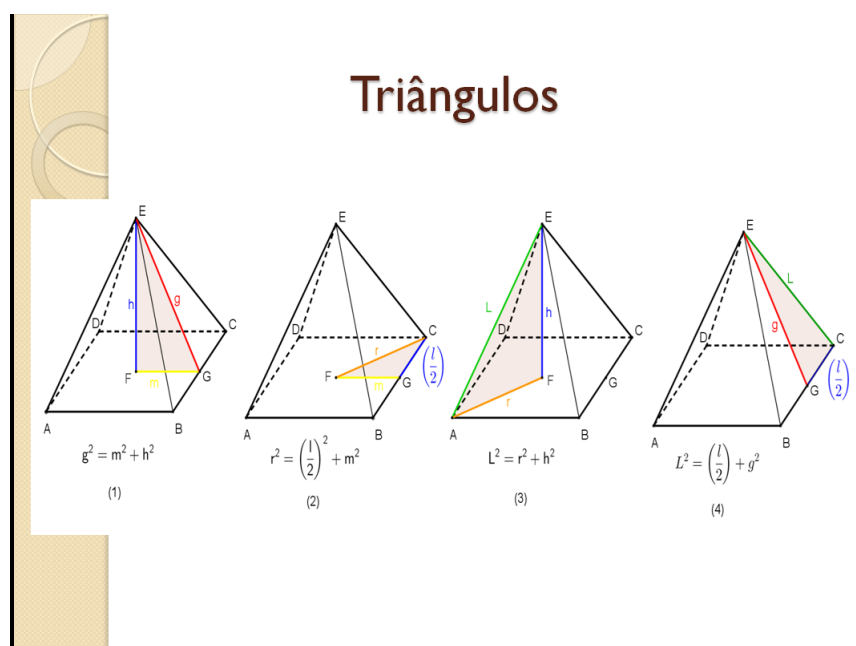 Triângulos
E
h
g
D
C
F
m
G
A
B
g² = m² + h²
(1)
E
D
C
r
F
m
G
(l/2)
A
B
r² = (l/2)² + m²
(2)
E
L
h
D
C
F
G
r
A
B
L² = r² + h²
(3)
E
L
g
D
C
G
(l/2)
A
B
L² = (l/2) + g²
(4)